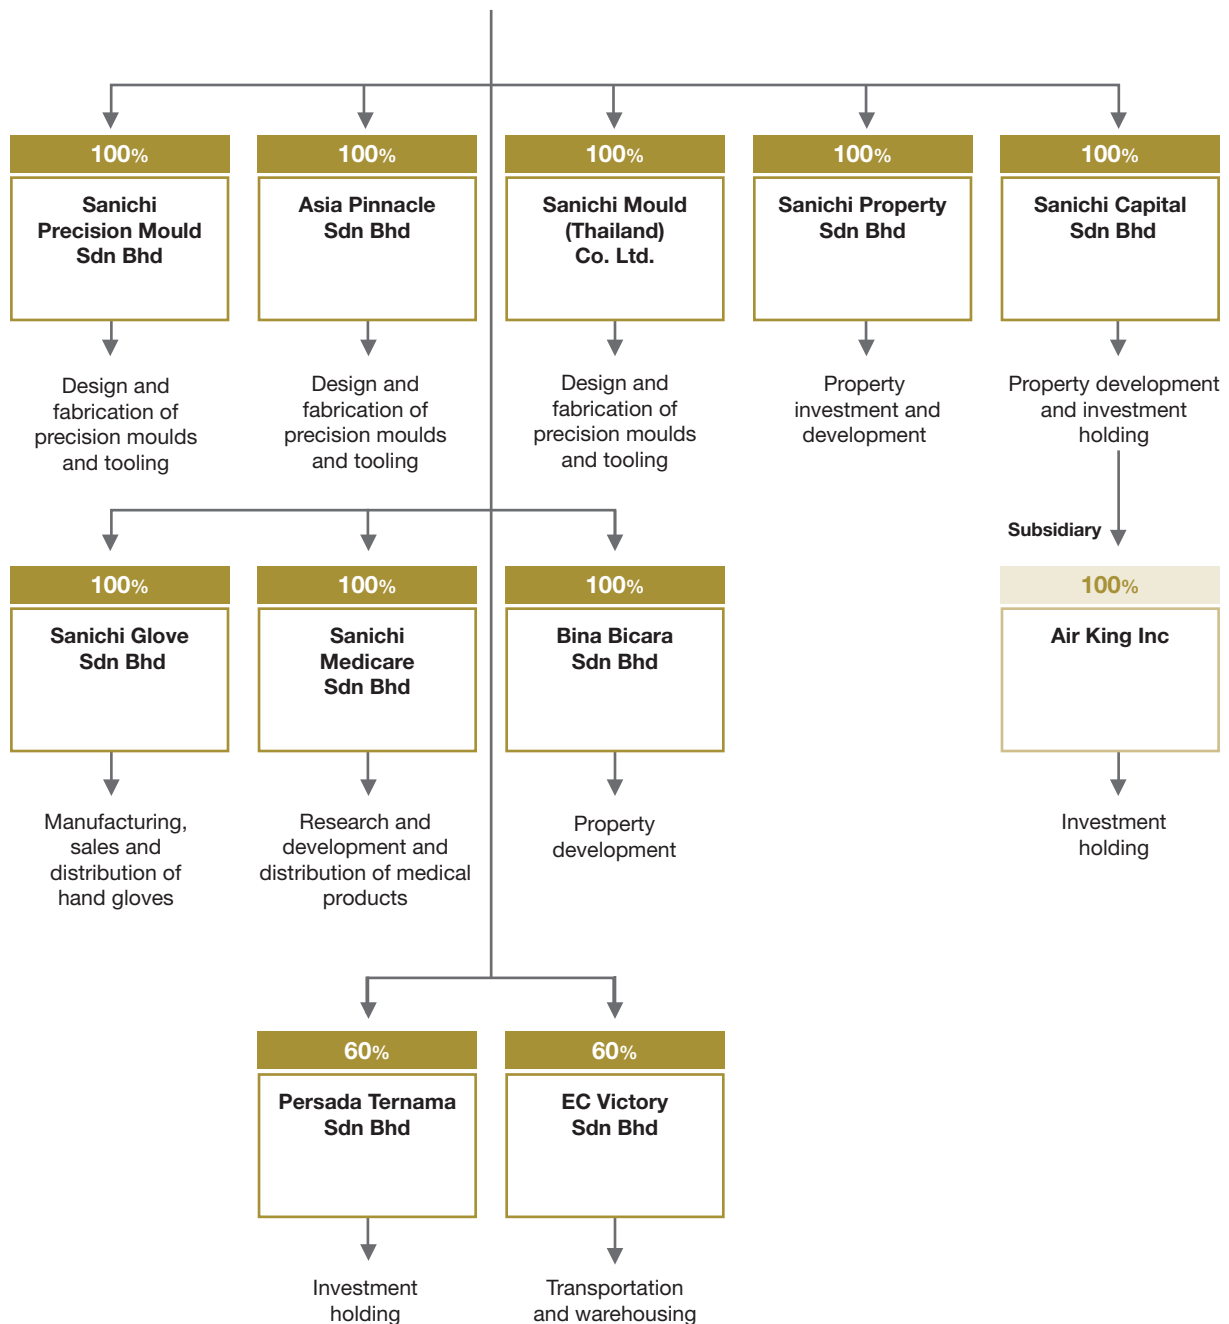 100%
Sanichi
Precision Mould
Sdn Bhd
Design and
fabrication of
precision moulds
and tooling
100%
Asia Pinnacle
Sdn Bhd
Design and
fabrication of
precision moulds
and tooling
100%
Sanichi Mould
(Thailand)
Co. Ltd.
Design and
fabrication of
precision moulds
and tooling
100%
Sanichi Property
Sdn Bhd
Property
investment and
development
100%
Sanichi Capital
Sdn Bhd
Property development
and investment
holding
Subsidiary
100%
Air King Inc
Investment
holding
100%
Sanichi Glove
Sdn Bhd
Manufacturing,
sales and
distribution of
hand gloves
100%
Sanichi
Medicare
Sdn Bhd
Research and
development and
distribution of medical
products
100%
Bina Bicara
Sdn Bhd
Property
development
60%
Persada Ternama
Sdn Bhd
Investment
holding
60%
EC Victory
Sdn Bhd
Transportation
and warehousing